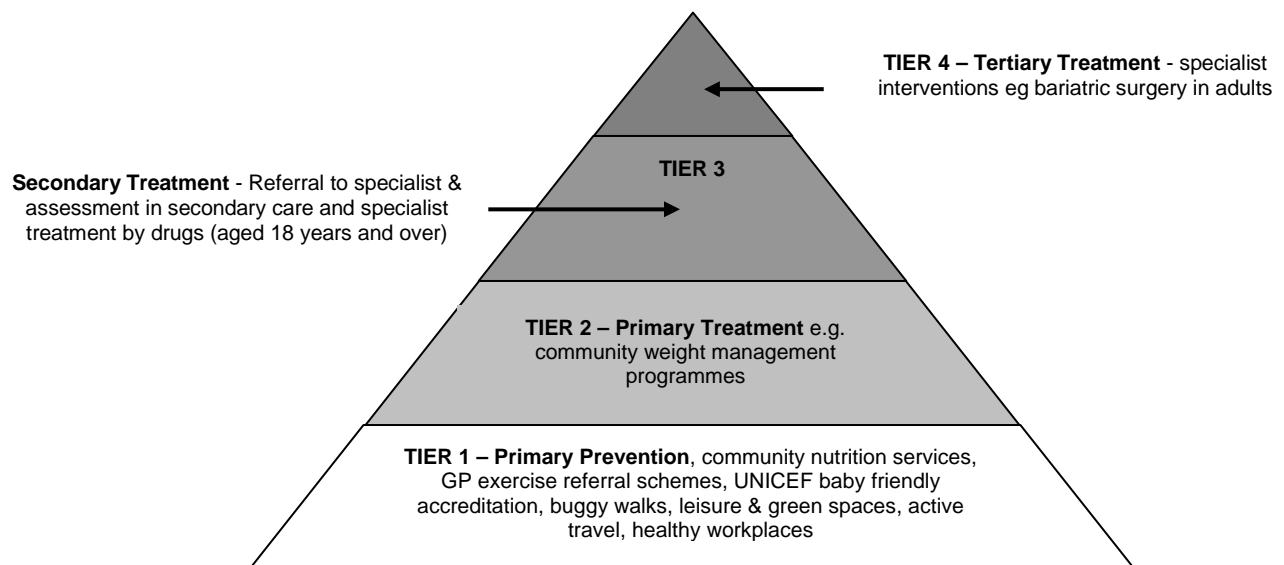 TIER 4 – Tertiary Treatment - specialist
interventions eg bariatric surgery in adults
TIER 3
Secondary Treatment - Referral to specialist &
assessment in secondary care and specialist
treatment by drugs (aged 18 years and over)
TIER 2 – Primary Treatment e.g.
community weight management
programmes
TIER 1 – Primary Prevention, community nutrition services,
GP exercise referral schemes, UNICEF baby friendly
accreditation, buggy walks, leisure & green spaces, active
travel, healthy workplaces